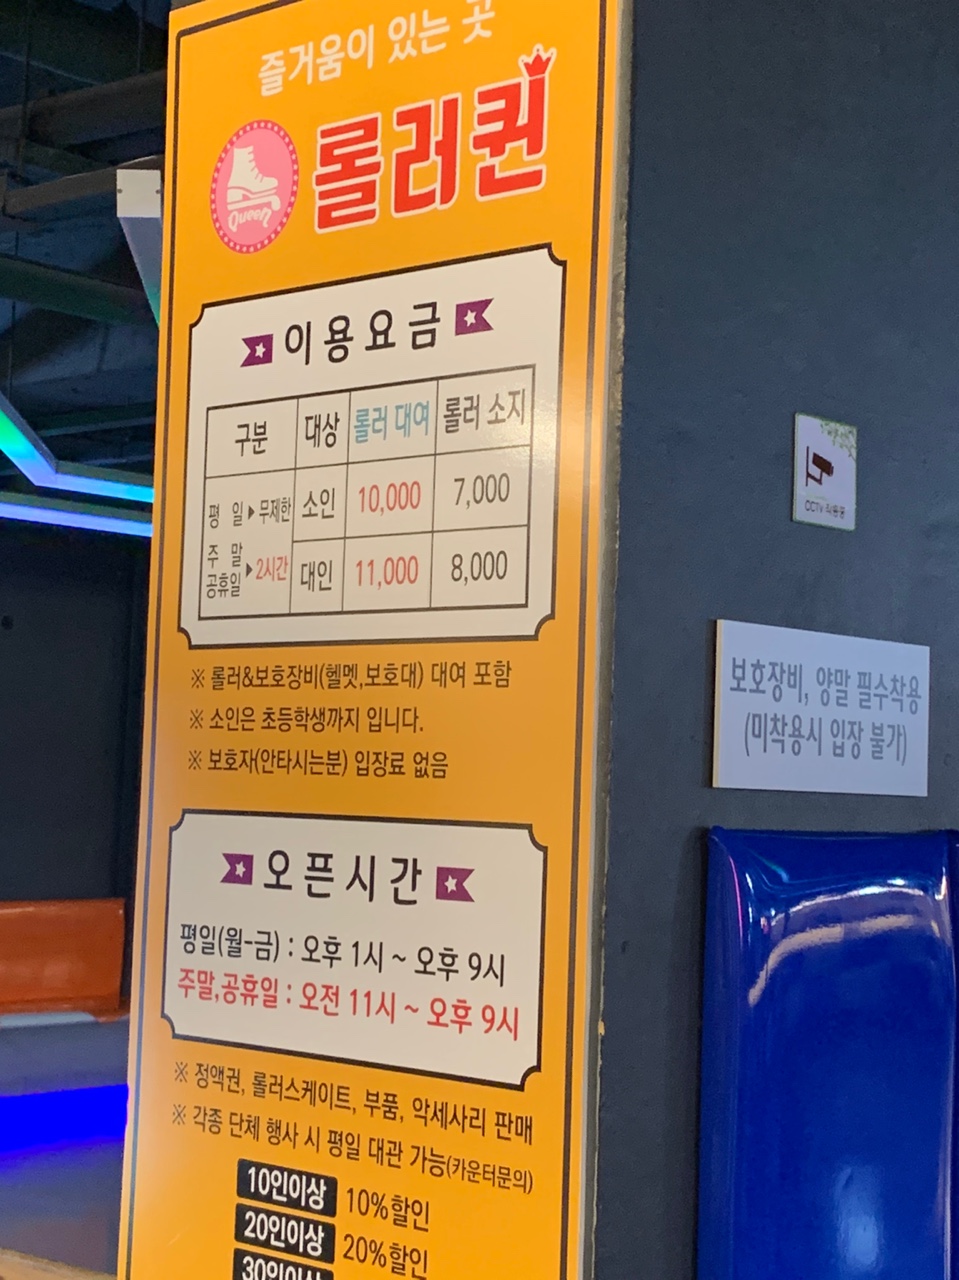 즐거움이 있는 곳
롤러퀸
Queen
이용요금
구분 대상 롤러 대여 롤러 소지
평 일 ▶ 무제한 소인 10,000 7,000
주 말
공휴일 ▶ 2시간 대인 11,000 8,000
※ 롤러&보호장비(헬멧,보호대) 대여 포함
※ 소인은 초등학생까지 입니다.
※ 보호자(안타시는분) 입장료 없음
오픈시간
평일(월-금) : 오후 1시 ~ 오후 9시
주말,공휴일 : 오전 11시 ~ 오후 9시
※ 정액권, 롤러스케이트, 부품, 악세사리 판매
※ 각종 단체 행사 시 평일 대관 가능(카운터문의)
10인이상 10%할인
20인이상 20%할인
30인이상
CCTV 작동중
보호장비, 양말 필수착용
(미착용시 입장 불가)